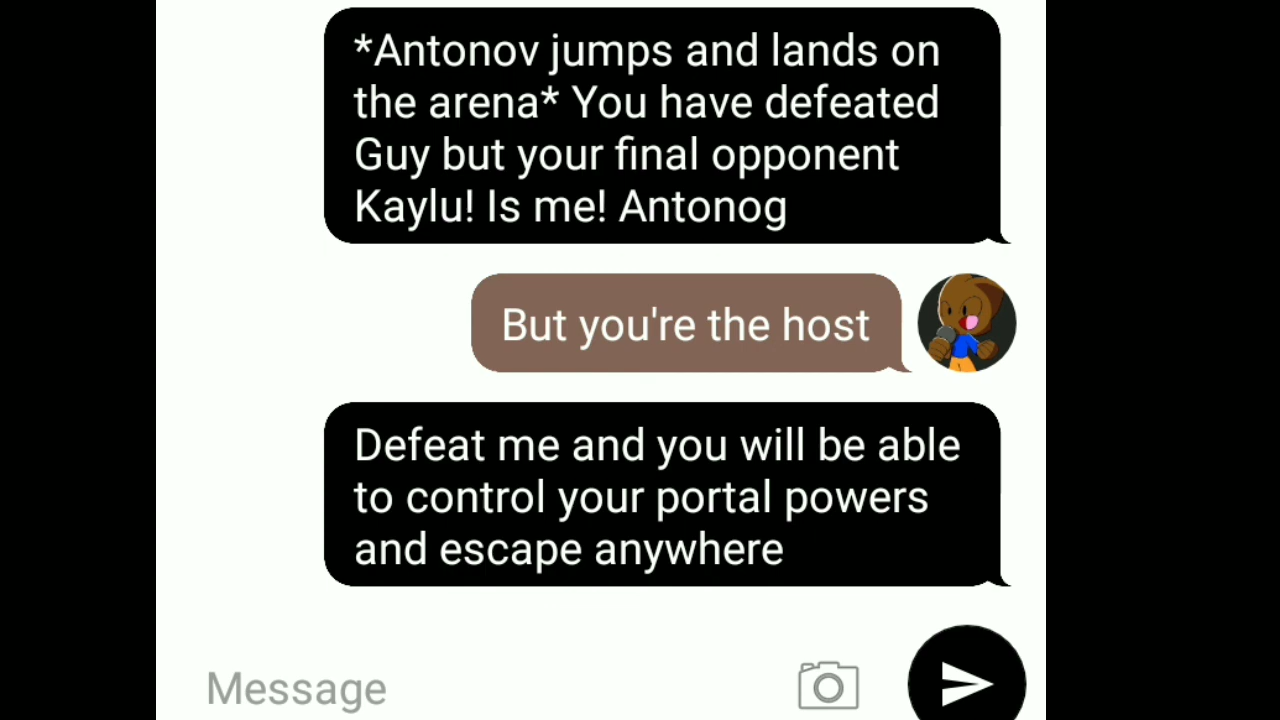 *Antonov jumps and lands on
the arena* You have defeated
Guy but your final opponent
Kaylu! Is me! Antonog
But you're the host
Defeat me and you will be able
to control your portal powers
and escape anywhere
Message